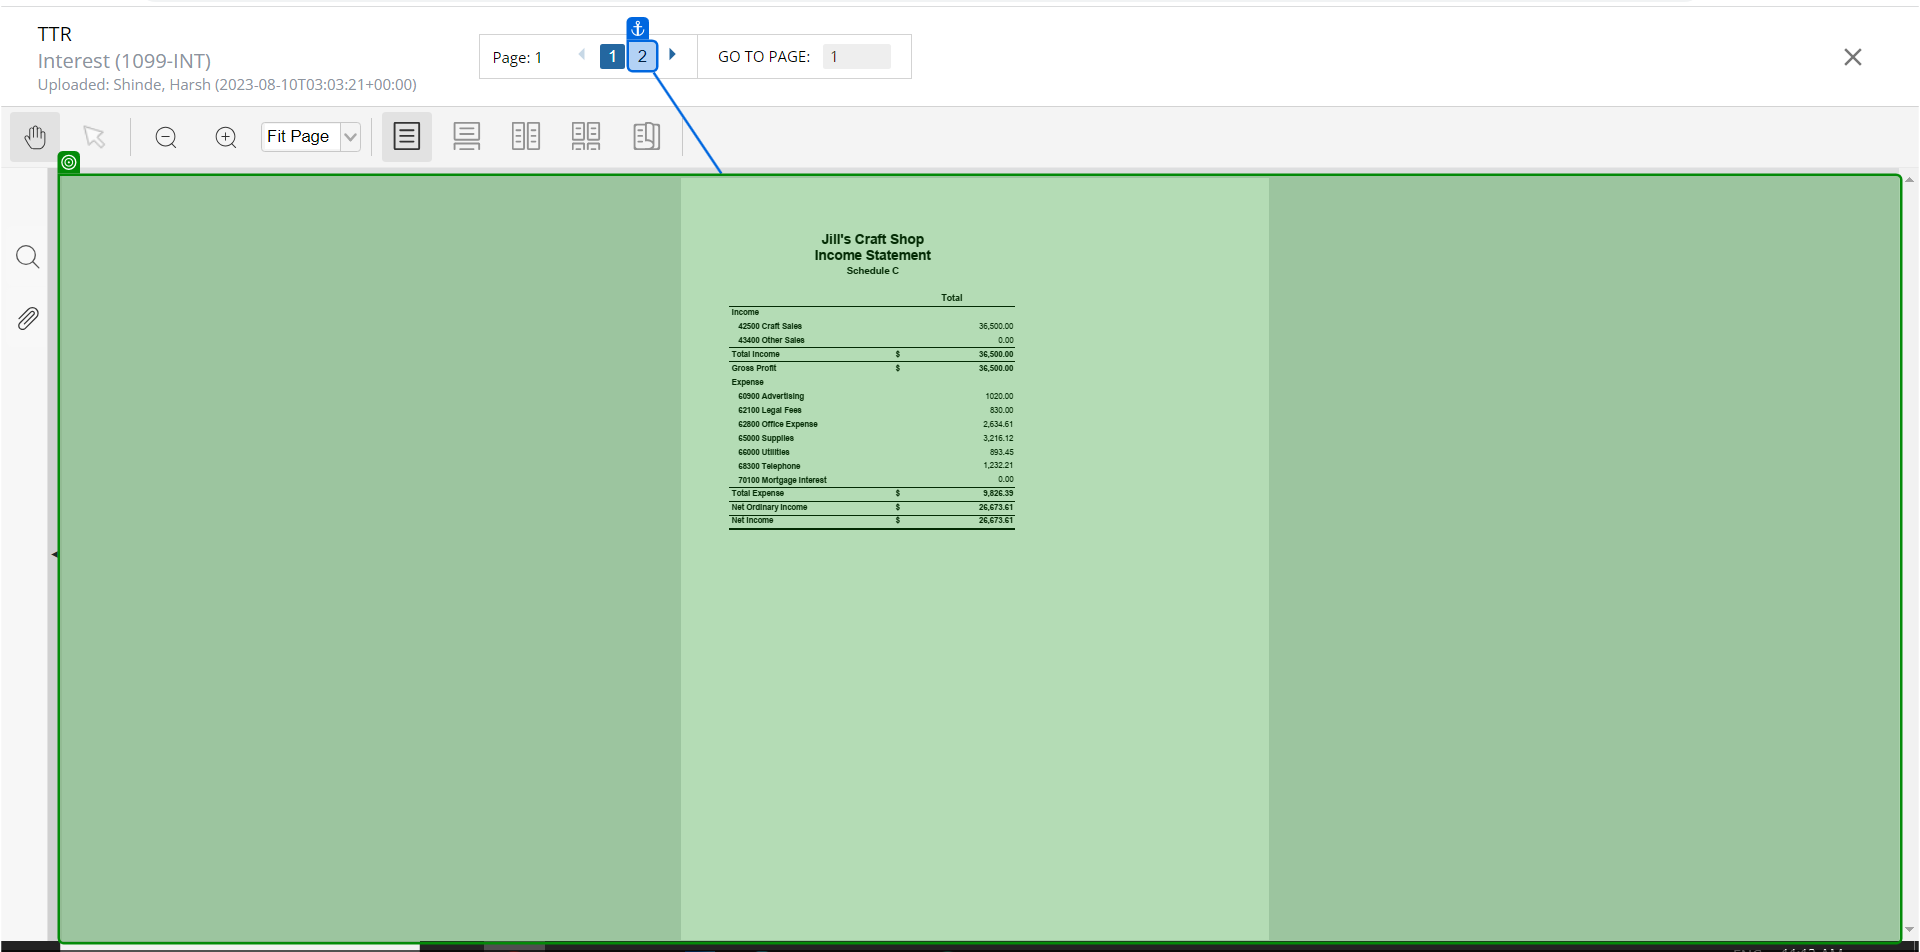 TTR
Interest (1099-INT)
Uploaded: Shinde, Harsh (2023-08-10T03:03:21+00:00)
Page: 1 1 2 GO TO PAGE: 1
Fit Page
Jill's Craft Shop
Income Statement
Schedule C
Total
Income
42500 Craft Sales 36,500.00
43400 Other Sales 0.00
Total Income $ 36,500.00
Gross Profit $ 36,500.00
Expense
60900 Advertising 1020.00
62100 Legal Fees 830.00
62800 Office Expense 2,634.61
65000 Supplies 3,216.12
66000 Utilities 893.45
68300 Telephone 1,232.21
70100 Mortgage Interest 0.00
Total Expense $ 9,826.39
Net Ordinary Income $ 26,673.61
Net Income $ 26,673.61